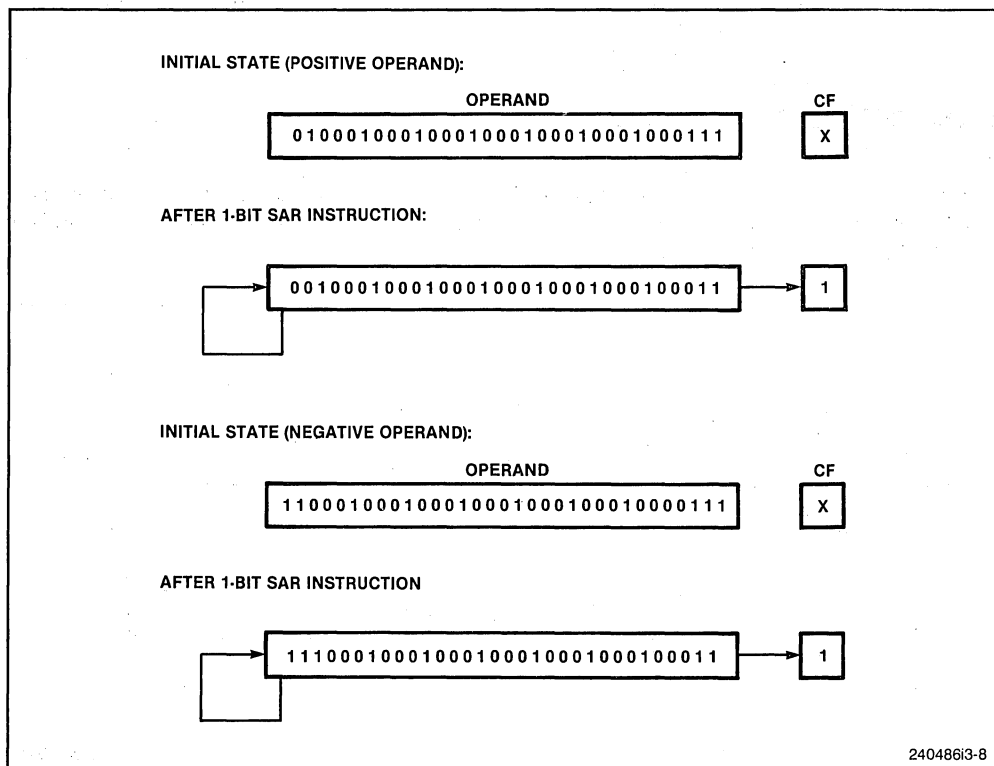 INITIAL STATE (POSITIVE OPERAND):
OPERAND CF
01000100010001000100010001000111 X
AFTER 1-BIT SAR INSTRUCTION:
00100010001000100010001000100011 1
INITIAL STATE (NEGATIVE OPERAND):
OPERAND CF
110001000100010001000100010000111 X
AFTER 1-BIT SAR INSTRUCTION
11100010001000100010001000100011 1
240486i3-8